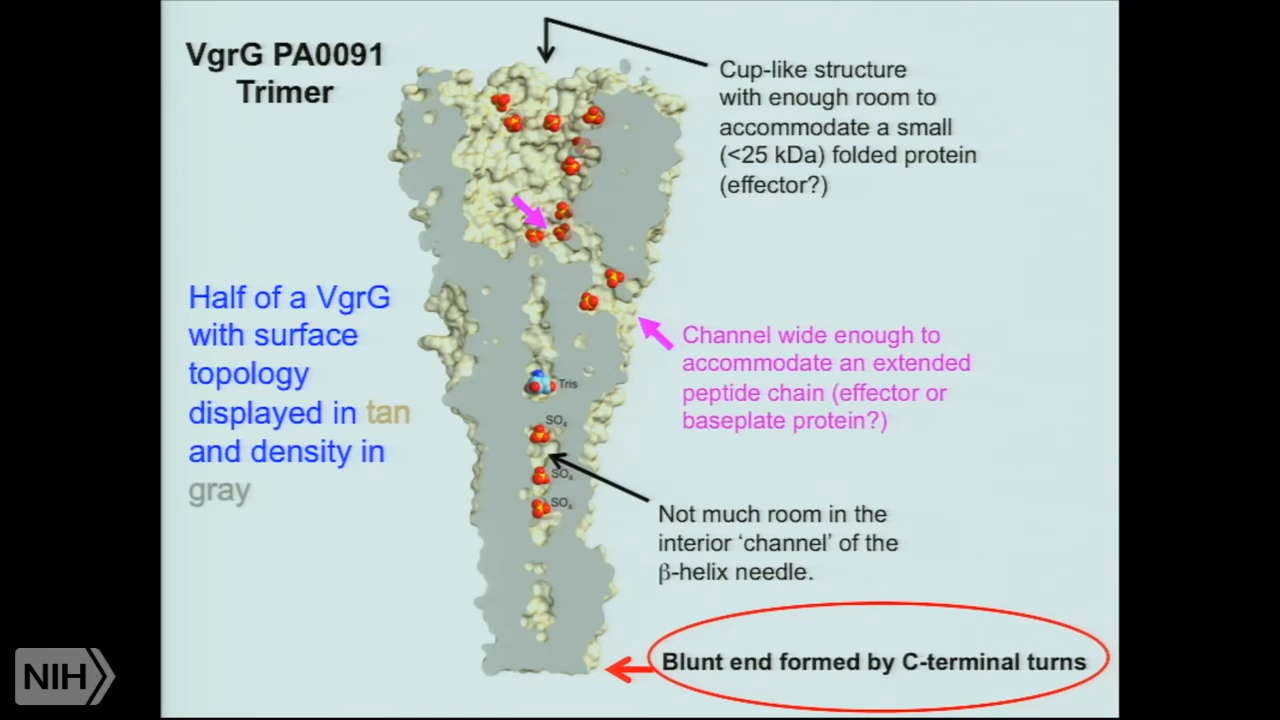 VgrG PA0091
Trimer
Cup-like structure
with enough room to
accommodate a small
(<25 kDa) folded protein
(effector?)
Half of a VgrG
with surface
topology
displayed in tan
and density in
gray
Channel wide enough to
accommodate an extended
peptide chain (effector or
baseplate protein?)
Tris
SO₄
SO₄
SO₄
Not much room in the
interior ‘channel’ of the
β-helix needle.
Blunt end formed by C-terminal turns
NIH